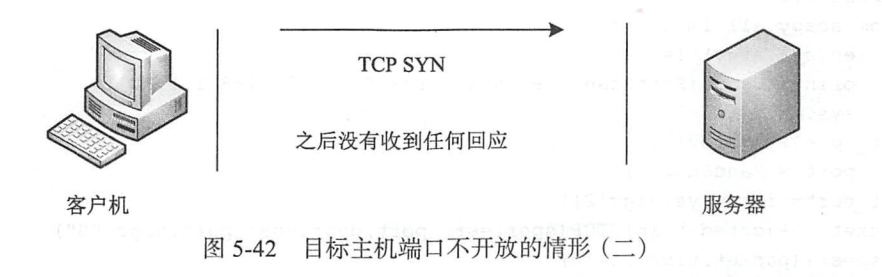 TCP SYN
之后没有收到任何回应
客户机
服务器
图 5-42 目标主机端口不开放的情形（二）